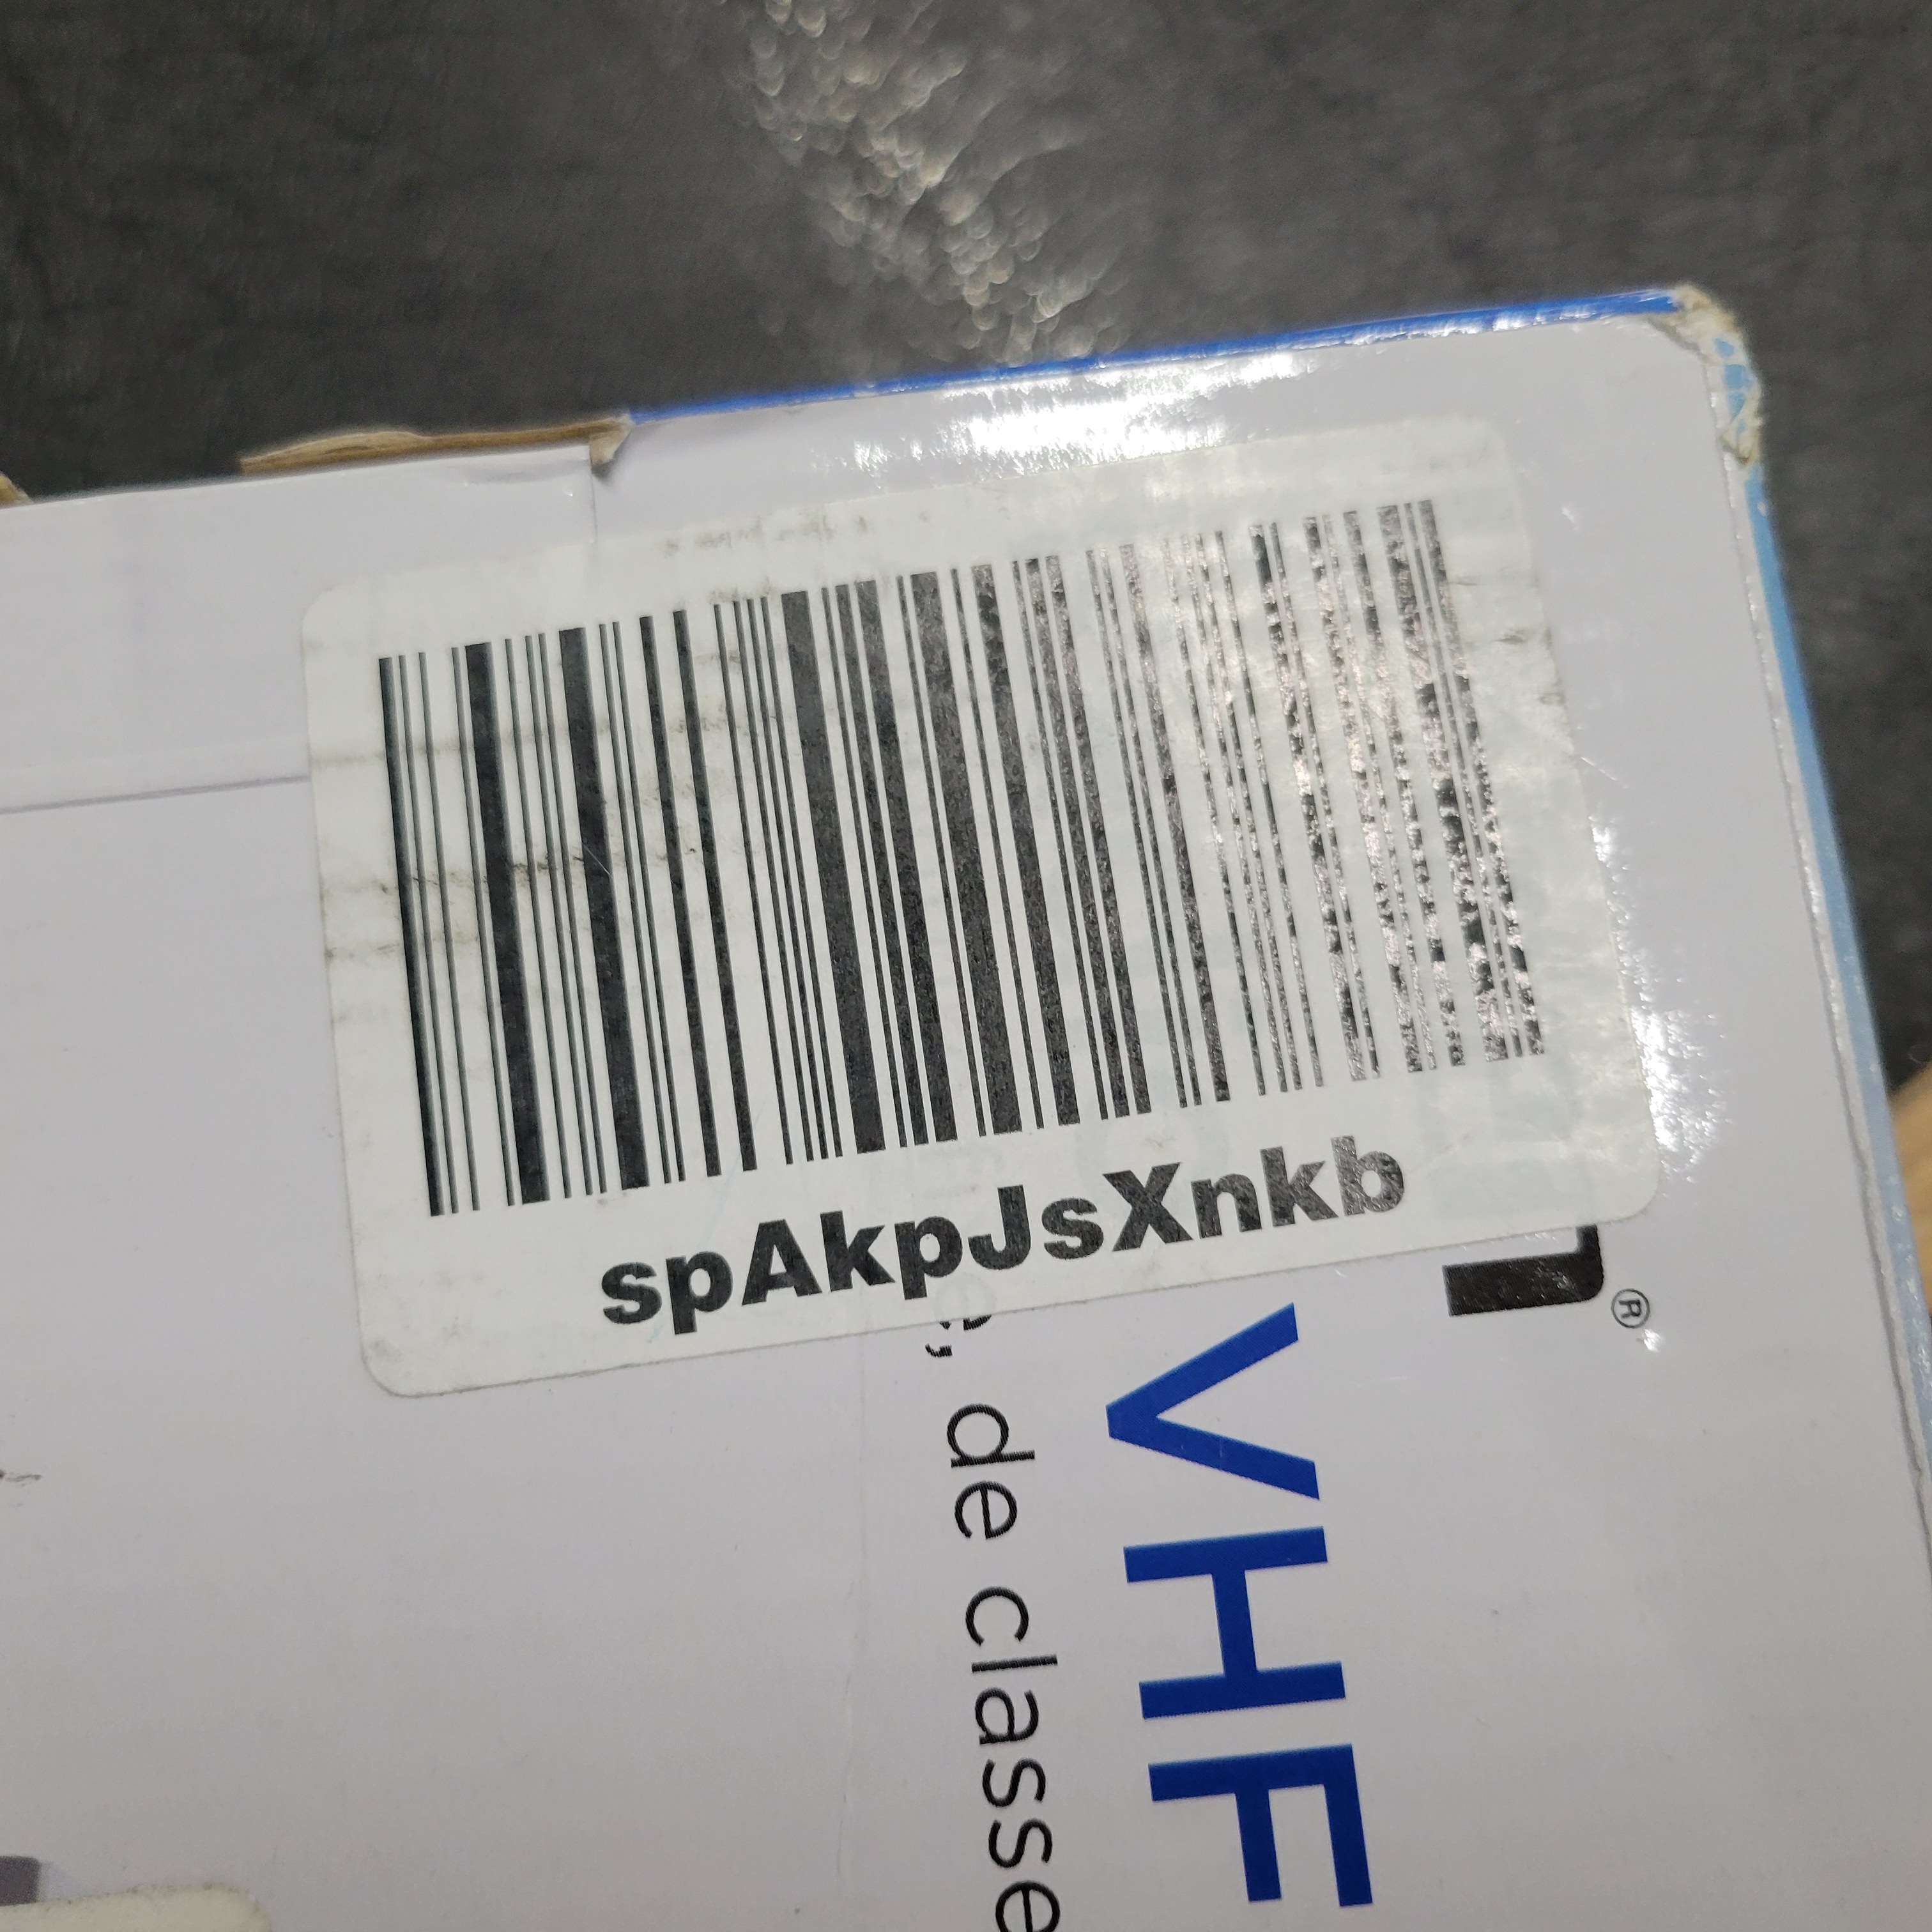 spAkpJsXnkb
®
VHF
de classe